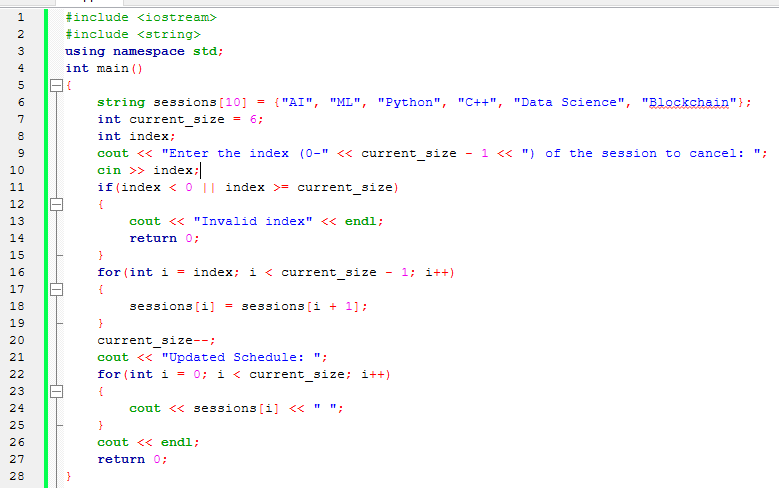 1 #include <iostream>
2 #include <string>
3 using namespace std;
4 int main()
5 {
6 string sessions[10] = {"AI", "ML", "Python", "C++", "Data Science", "Blockchain"};
7 int current_size = 6;
8 int index;
9 cout << "Enter the index (0-" << current_size - 1 << ") of the session to cancel: ";
10 cin >> index;
11 if(index < 0 || index >= current_size)
12 {
13 cout << "Invalid index" << endl;
14 return 0;
15 }
16 for(int i = index; i < current_size - 1; i++)
17 {
18 sessions[i] = sessions[i + 1];
19 }
20 current_size--;
21 cout << "Updated Schedule: ";
22 for(int i = 0; i < current_size; i++)
23 {
24 cout << sessions[i] << " ";
25 }
26 cout << endl;
27 return 0;
28 }